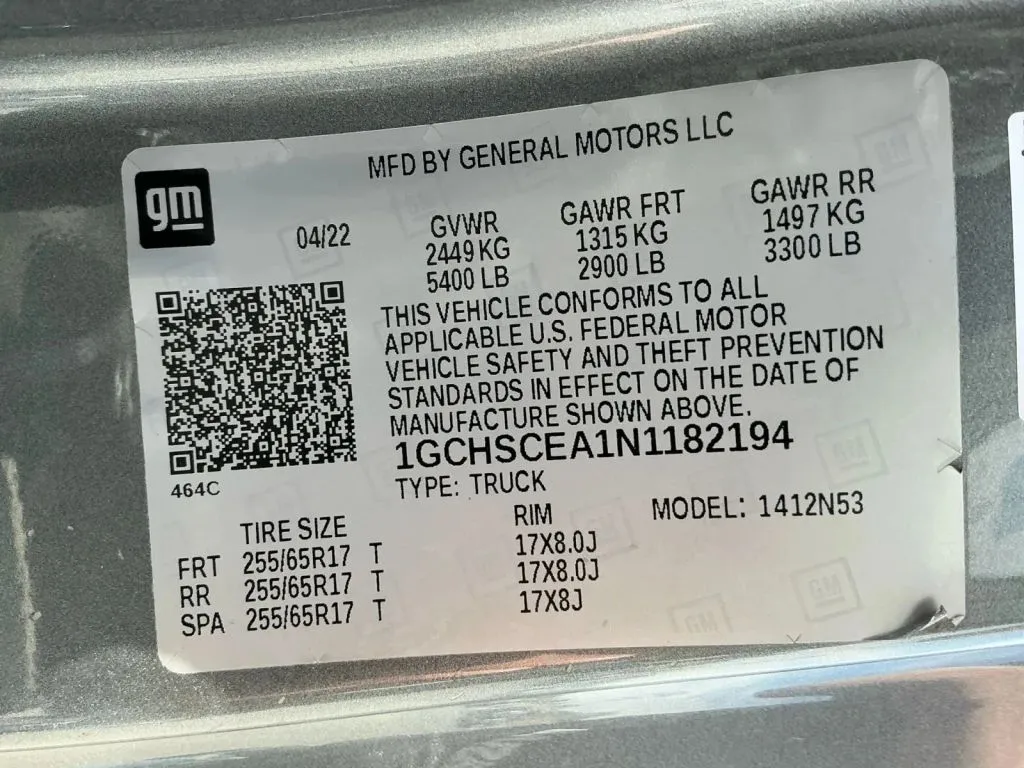 MFD BY GENERAL MOTORS LLC
gm
04/22
GVWR GAWR FRT GAWR RR
2449 KG 1315 KG 1497 KG
5400 LB 2900 LB 3300 LB
THIS VEHICLE CONFORMS TO ALL
APPLICABLE U.S. FEDERAL MOTOR
VEHICLE SAFETY AND THEFT PREVENTION
STANDARDS IN EFFECT ON THE DATE OF
MANUFACTURE SHOWN ABOVE.
1GCHSCEA1N1182194
464C
TYPE: TRUCK
TIRE SIZE RIM MODEL: 1412N53
FRT 255/65R17 T 17X8.0J
RR 255/65R17 T 17X8.0J
SPA 255/65R17 T 17X8J
GM
GM